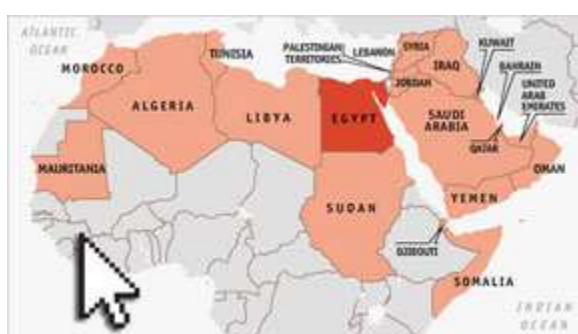 ATLANTIC
OCEAN
MOROCCO
TUNISIA
PALESTINIAN
TERRITORIES
LEBANON
SYRIA
KUWAIT
IRAQ
BAHRAIN
JORDAN
UNITED
ARAB
EMIRATES
ALGERIA
LIBYA
EGYPT
SAUDI
ARABIA
QATAR
OMAN
MAURITANIA
SUDAN
YEMEN
DJIBOUTI
SOMALIA
INDIAN
OCEAN